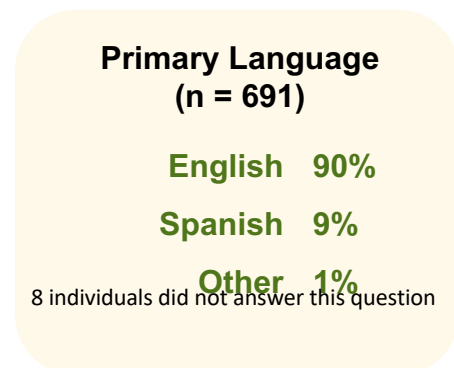 Primary Language
(n = 691)
English 90%
Spanish 9%
Other 1%
8 individuals did not answer this question